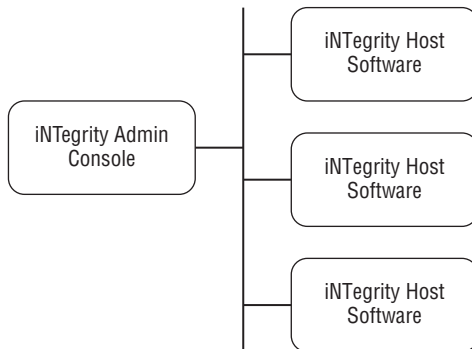 iNTegrity Host
Software
iNTegrity Admin
Console
iNTegrity Host
Software
iNTegrity Host
Software